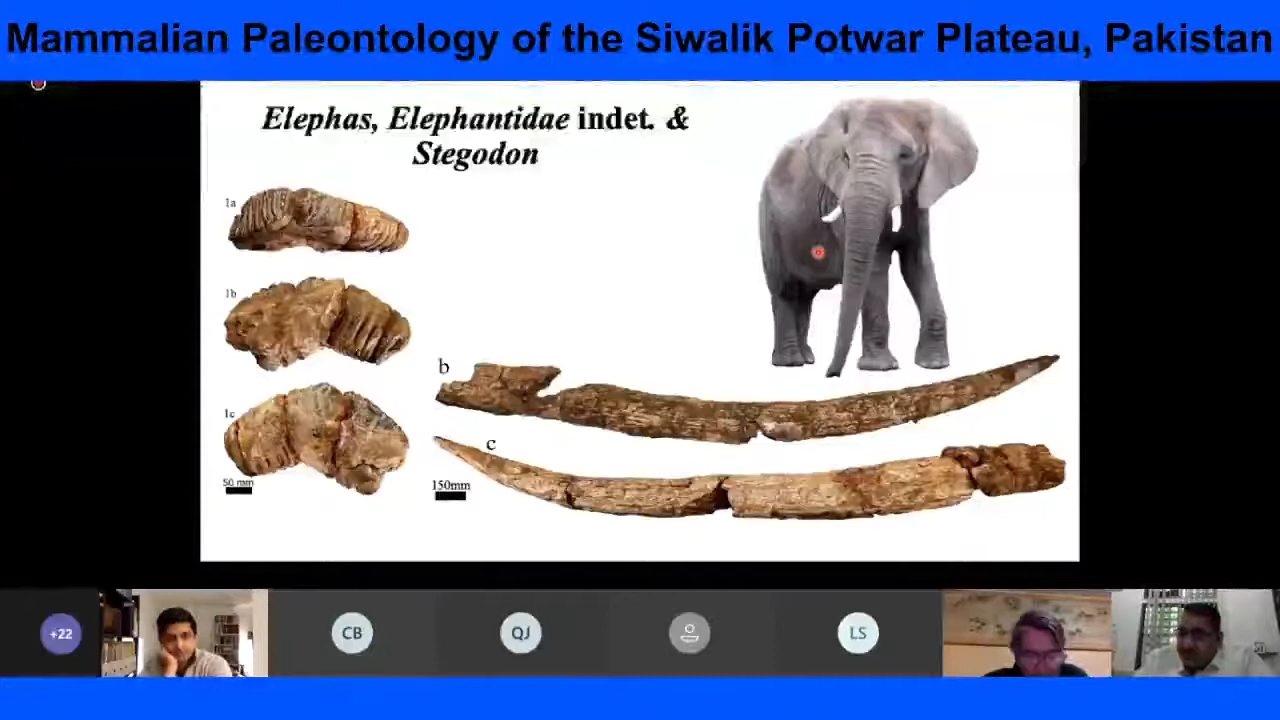 Mammalian Paleontology of the Siwalik Potwar Plateau, Pakistan
Elephas, Elephantidae indet. &
Stegodon
1a
1b
1c
50 mm
b
c
150mm
+22
CB
QJ
LS